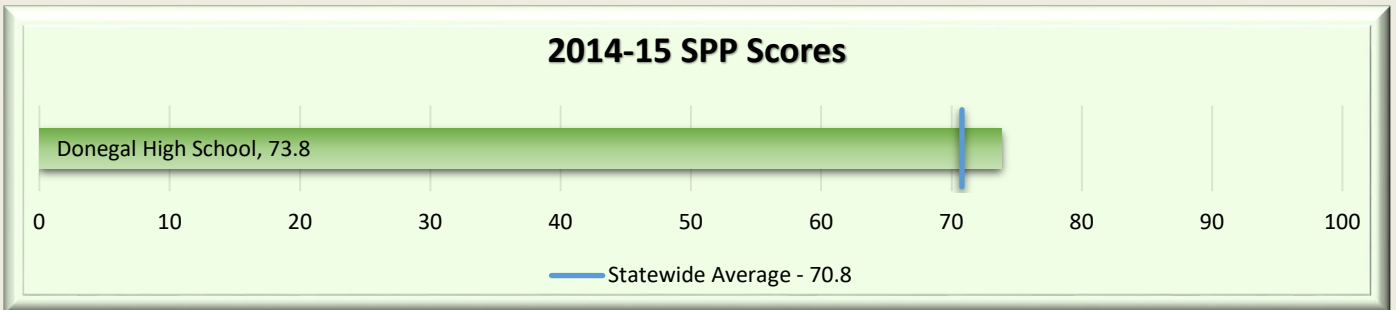 2014-15 SPP Scores
Donegal High School, 73.8
0 10 20 30 40 50 60 70 80 90 100
Statewide Average - 70.8